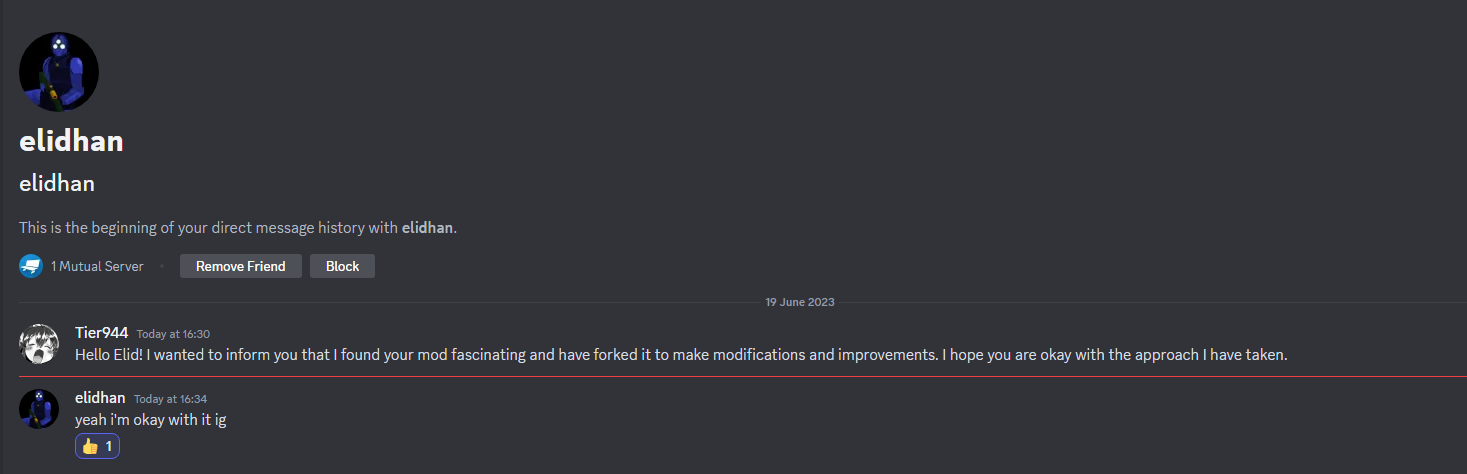 elidhan
elidhan
This is the beginning of your direct message history with elidhan.
1 Mutual Server Remove Friend Block
19 June 2023
Tier944 Today at 16:30
Hello Elid! I wanted to inform you that I found your mod fascinating and have forked it to make modifications and improvements. I hope you are okay with the approach I have taken.
elidhan Today at 16:34
yeah i'm okay with it ig
👍 1